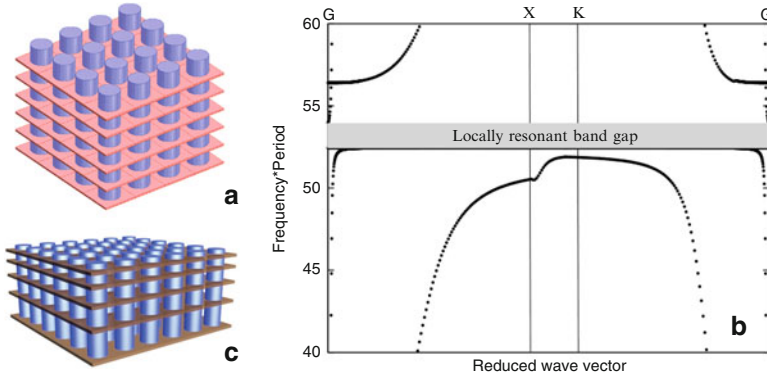 a
c
G
X
K
G
60
55
50
45
40
Frequency*Period
Locally resonant band gap
b
Reduced wave vector